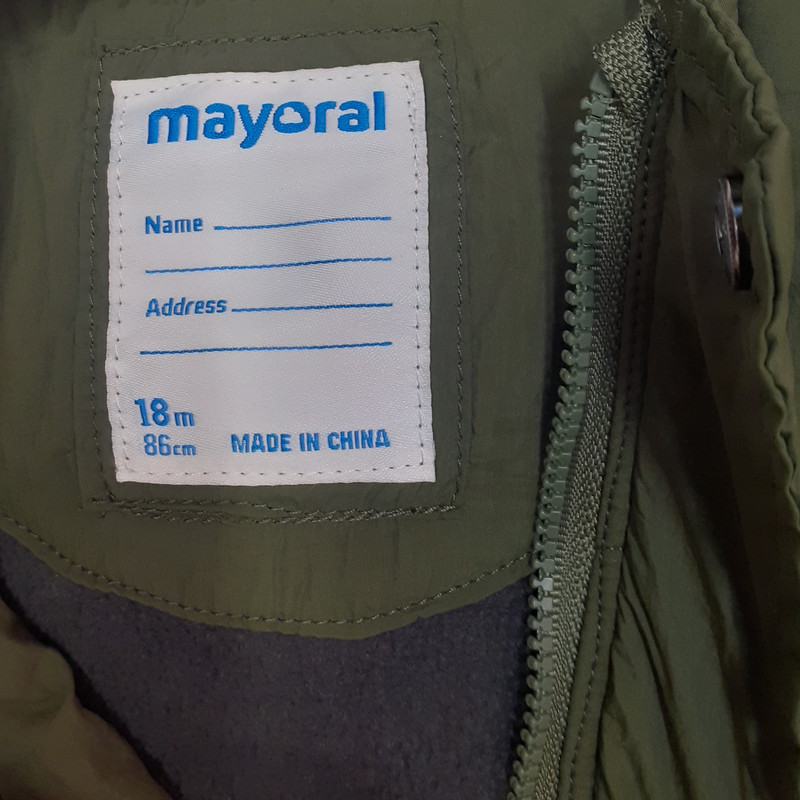 mayoral
Name
Address
18m
86cm MADE IN CHINA